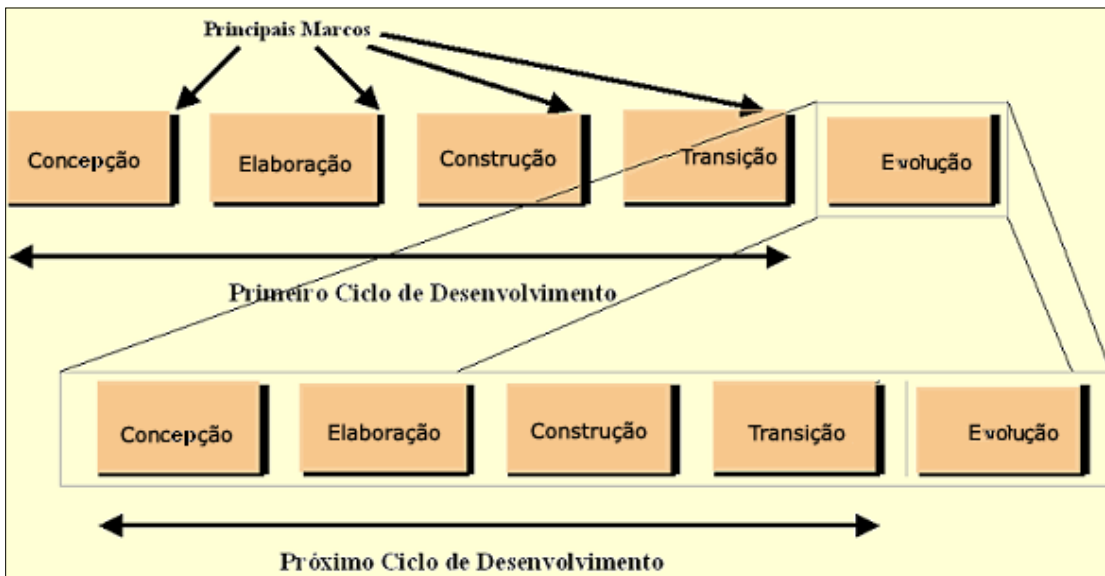 Principais Marcos
Concepção
Elaboração
Construção
Transição
Evolução
Primeiro Ciclo de Desenvolvimento
Concepção
Elaboração
Construção
Transição
Evolução
Próximo Ciclo de Desenvolvimento